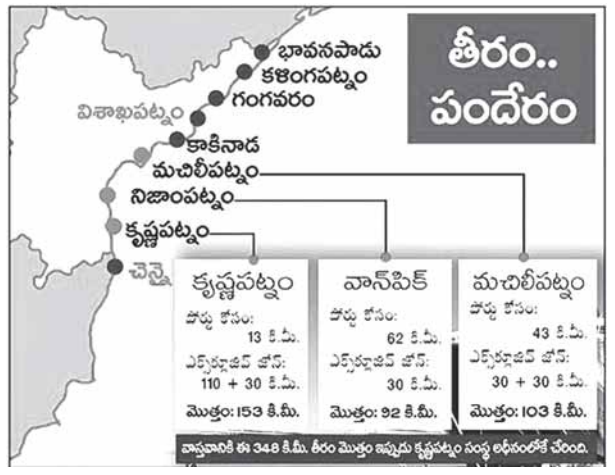 తీరం..
పందేరం
భావనపాడు
కళింగపట్నం
గంగవరం
విశాఖపట్నం
కాకినాడ
మచిలీపట్నం
నిజాంపట్నం
కృష్ణపట్నం
చెన్నై
కృష్ణపట్నం
పోర్టు కోసం:
13 కి.మీ.
ఎక్స్‌క్లూజివ్ జోన్:
110 + 30 కి.మీ.
మొత్తం: 153 కి.మీ.
వాన్‌పిక్
పోర్టు కోసం:
62 కి.మీ.
ఎక్స్‌క్లూజివ్ జోన్:
30 కి.మీ.
మొత్తం: 92 కి.మీ.
మచిలీపట్నం
పోర్టు కోసం:
43 కి.మీ.
ఎక్స్‌క్లూజివ్ జోన్:
30 + 30 కి.మీ.
మొత్తం: 103 కి.మీ.
వాస్తవానికి ఈ 348 కి.మీ. తీరం మొత్తం ఇప్పుడు కృష్ణపట్నం సంస్థ అధీనంలోకే చేరింది.